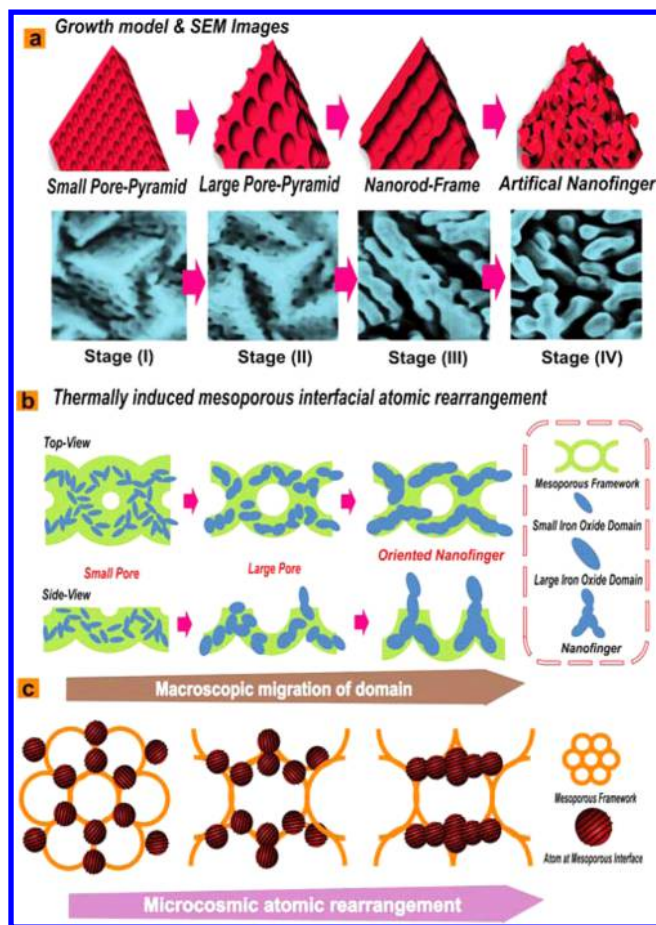 a
Growth model & SEM Images
Small Pore-Pyramid
Large Pore-Pyramid
Nanorod-Frame
Artifical Nanofinger
Stage (I)
Stage (II)
Stage (III)
Stage (IV)
b
Thermally induced mesoporous interfacial atomic rearrangement
Top-View
Small Pore
Large Pore
Oriented Nanofinger
Side-View
Mesoporous Framework
Small Iron Oxide Domain
Large Iron Oxide Domain
Nanofinger
Macroscopic migration of domain
c
Mesoporous Framework
Atom at Mesoporous Interface
Microcosmic atomic rearrangement